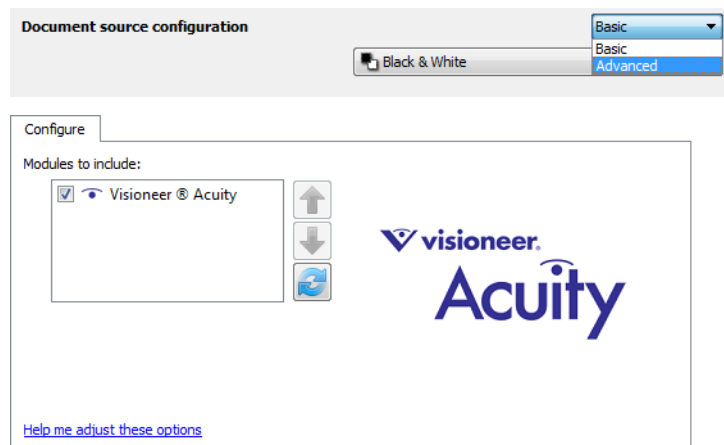 Document source configuration
Basic
Basic
Black & White
Advanced
Configure
Modules to include:
Visioneer ® Acuity
visioneer.
Acuity
Help me adjust these options